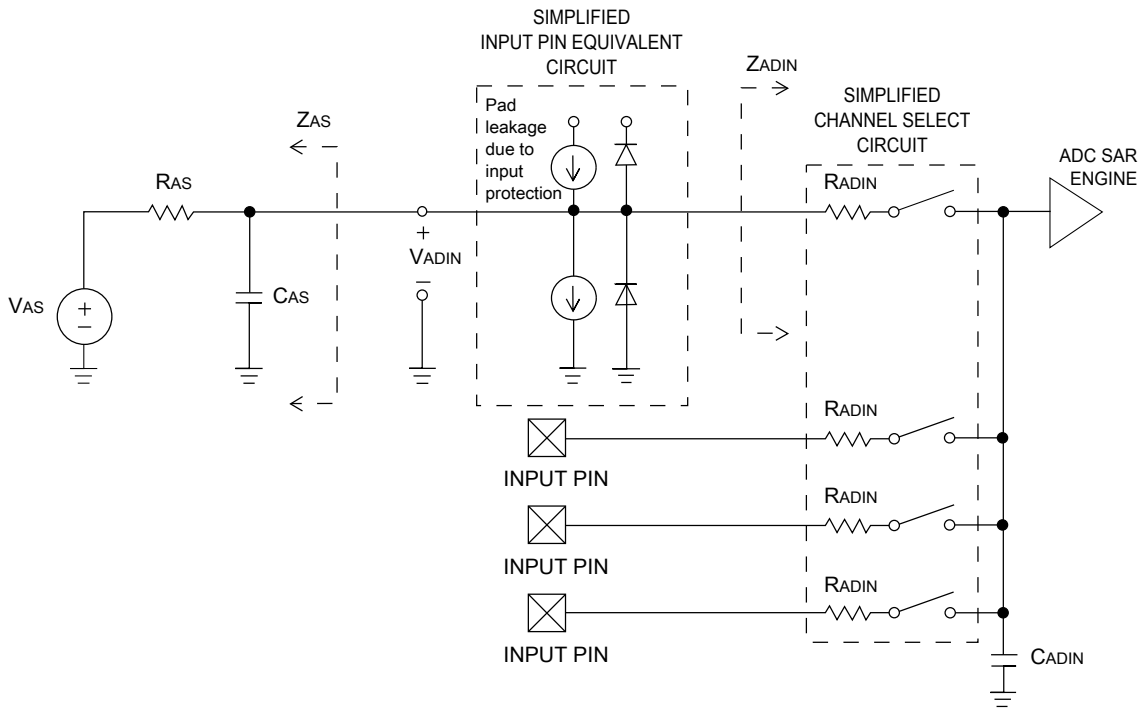 SIMPLIFIED
INPUT PIN EQUIVALENT
CIRCUIT
Pad
leakage
due to
input
protection
ZAS
RAS
VAS
+
−
CAS
+
VADIN
−
ZADIN
SIMPLIFIED
CHANNEL SELECT
CIRCUIT
RADIN
ADC SAR
ENGINE
RADIN
INPUT PIN
RADIN
INPUT PIN
RADIN
INPUT PIN
CADIN